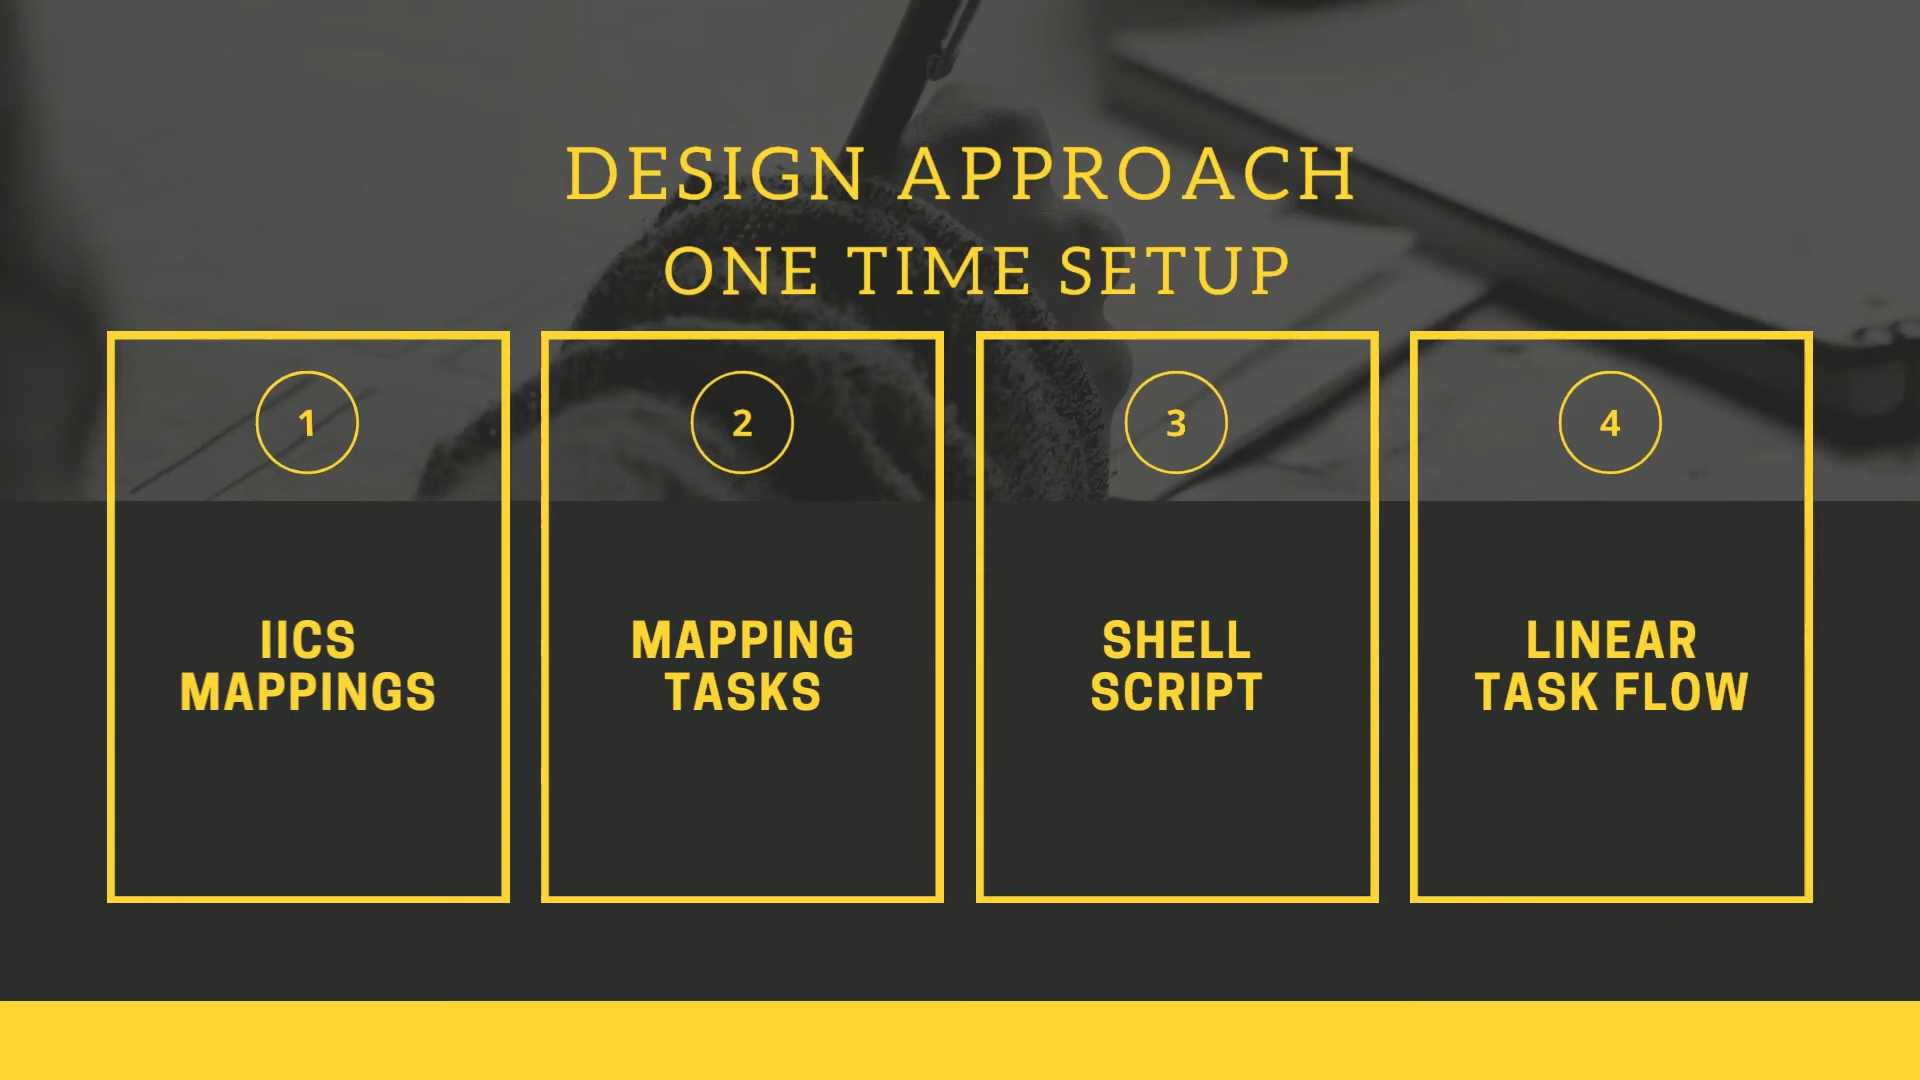 DESIGN APPROACH
ONE TIME SETUP
1
IICS
MAPPINGS
2
MAPPING
TASKS
3
SHELL
SCRIPT
4
LINEAR
TASK FLOW